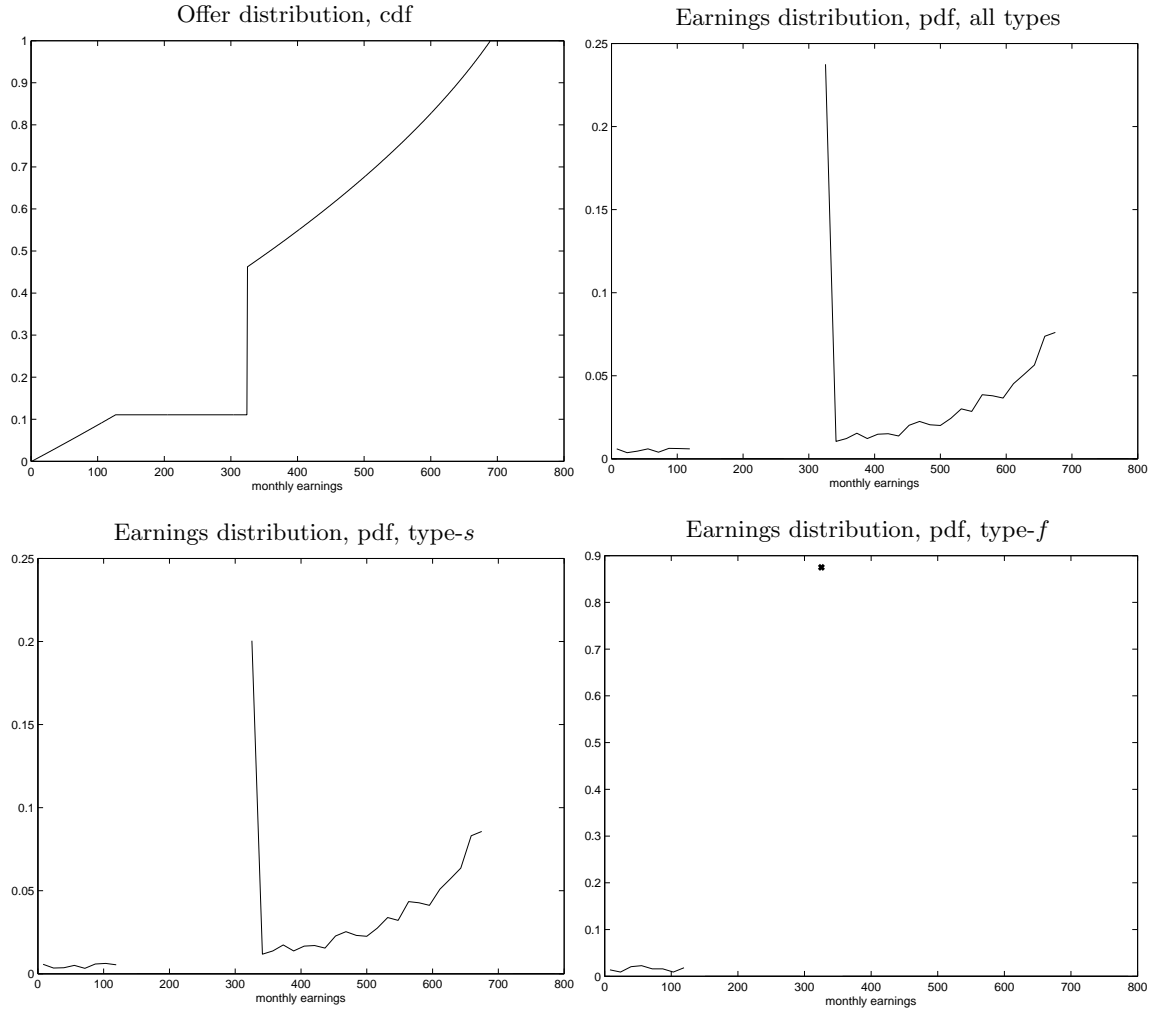 Offer distribution, cdf
1
0.9
0.8
0.7
0.6
0.5
0.4
0.3
0.2
0.1
0
0 100 200 300 400 500 600 700 800
monthly earnings
Earnings distribution, pdf, all types
0.25
0.2
0.15
0.1
0.05
0
0 100 200 300 400 500 600 700 800
monthly earnings
Earnings distribution, pdf, type-s
0.25
0.2
0.15
0.1
0.05
0
0 100 200 300 400 500 600 700 800
monthly earnings
Earnings distribution, pdf, type-f
0.9
0.8
0.7
0.6
0.5
0.4
0.3
0.2
0.1
0
0 100 200 300 400 500 600 700 800
monthly earnings